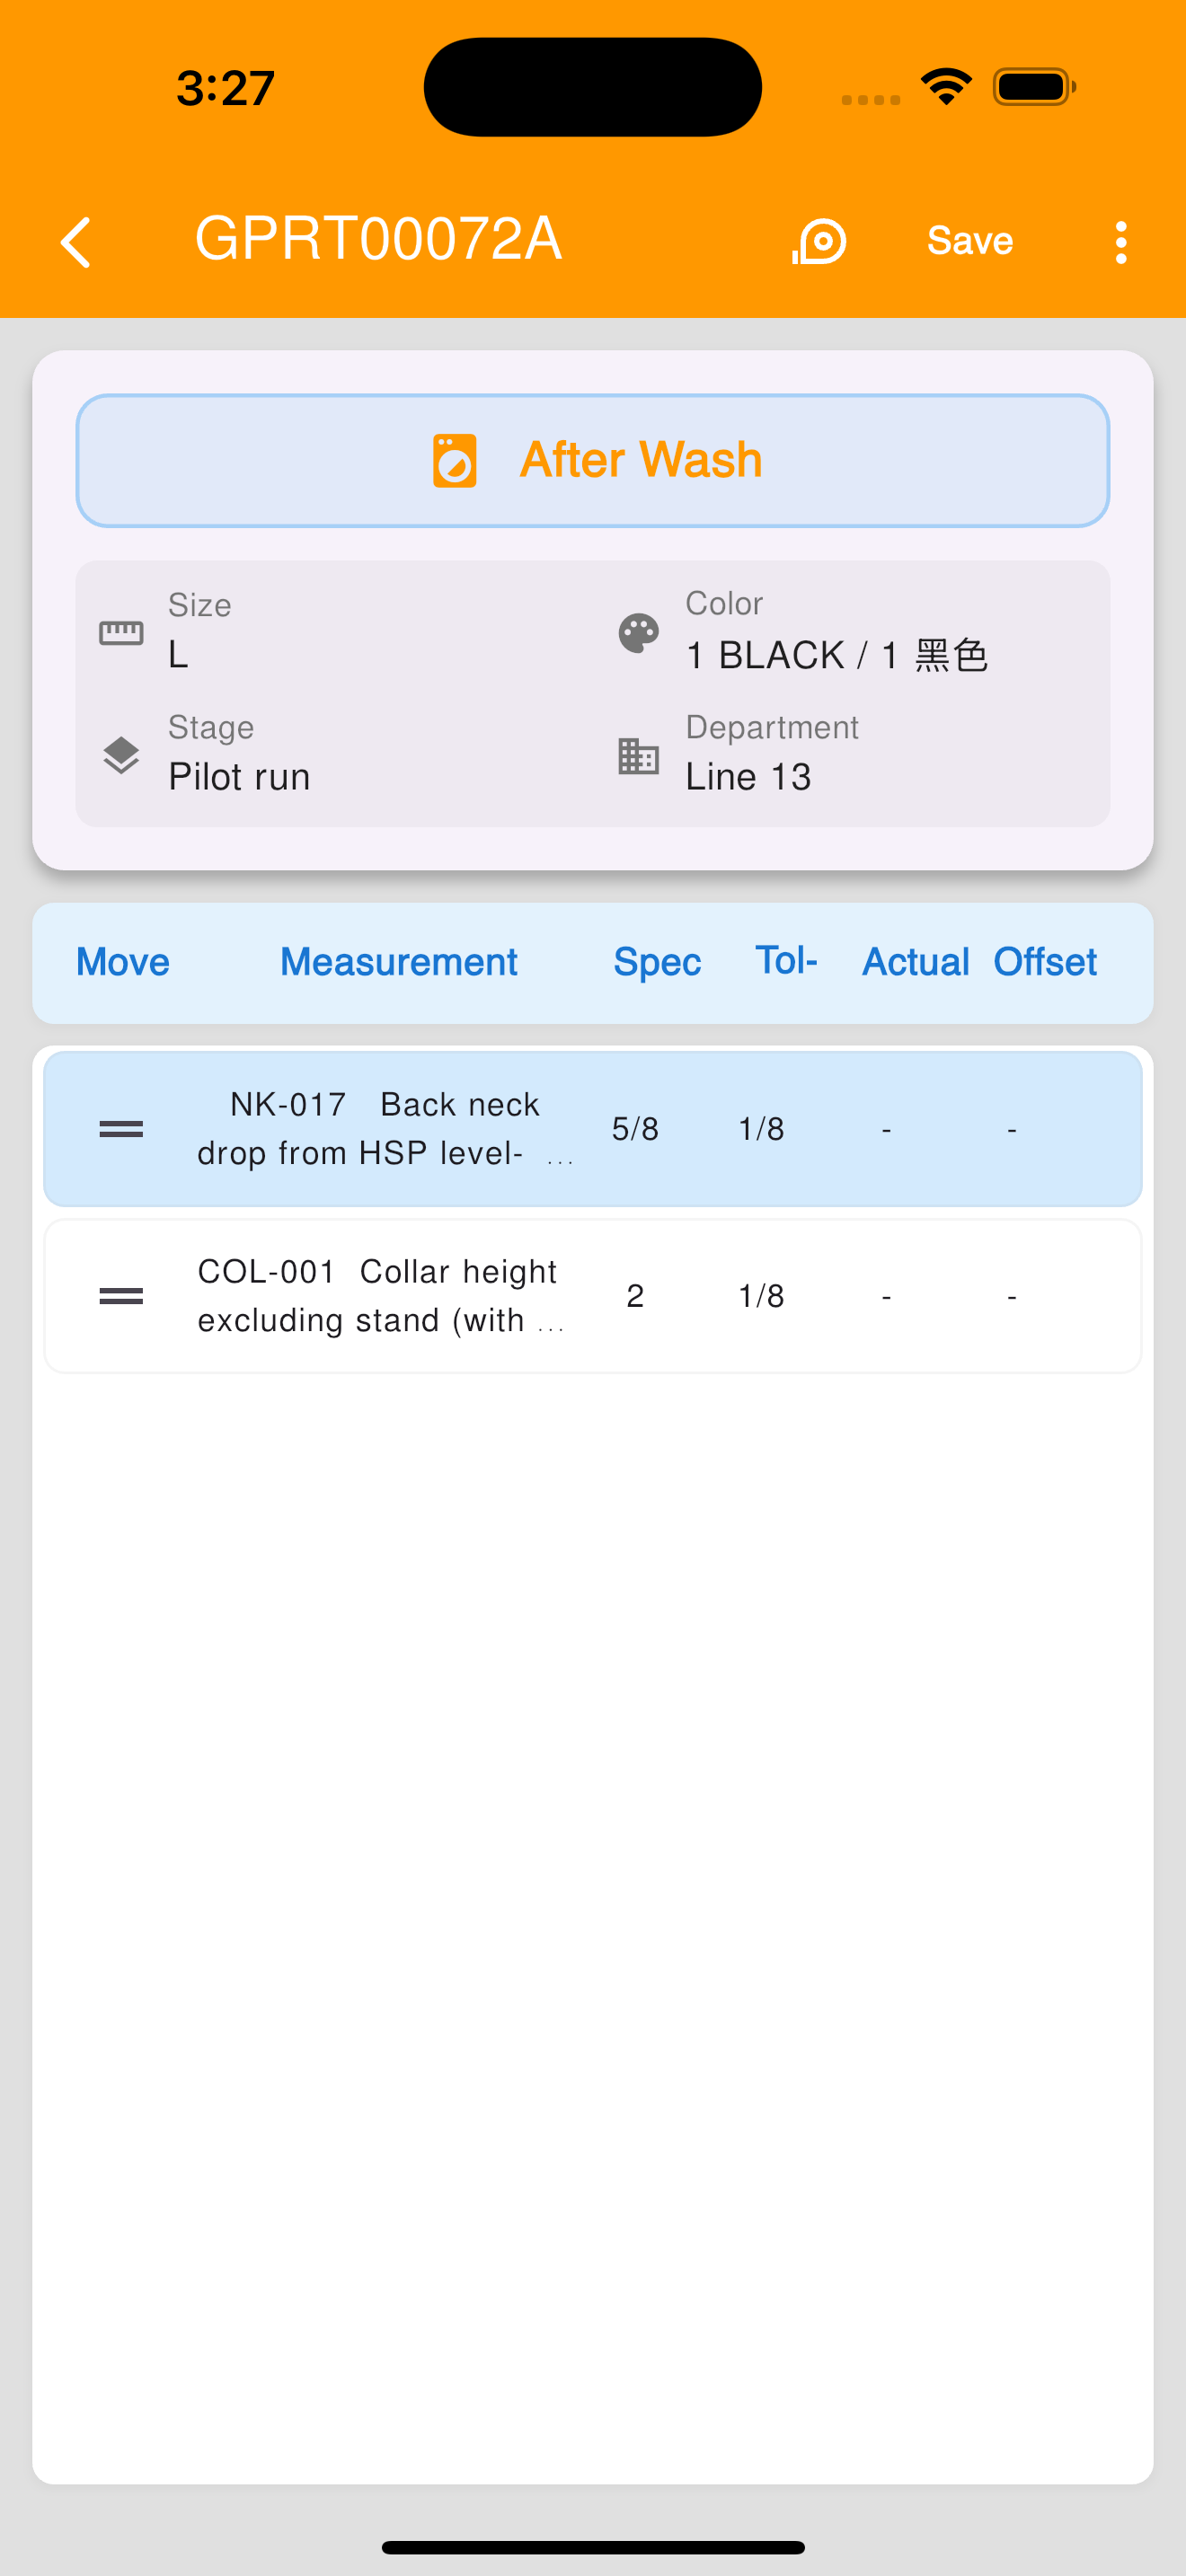 3:27
GPRT00072A
Save
After Wash
Size
L
Color
1 BLACK / 1 黑色
Stage
Pilot run
Department
Line 13
Move Measurement Spec Tol- Actual Offset
NK-017 Back neck
drop from HSP level- ...
5/8 1/8 - -
COL-001 Collar height
excluding stand (with ...
2 1/8 - -